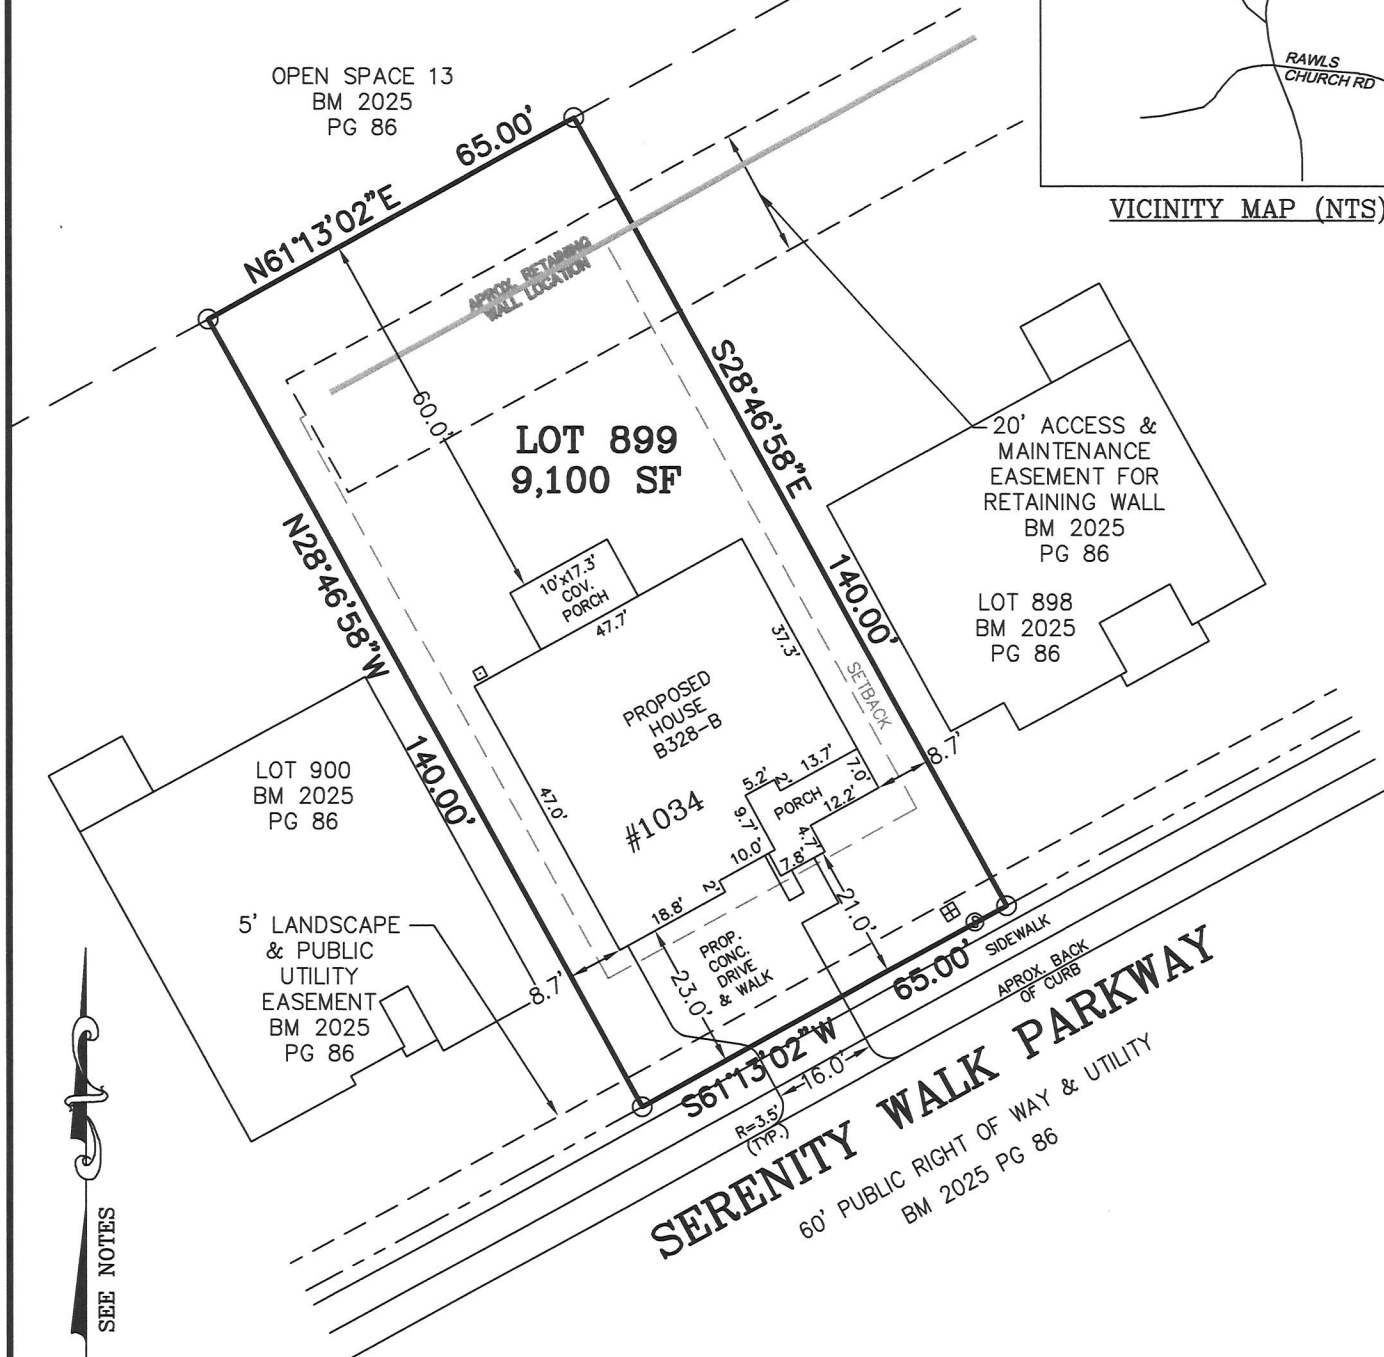 OPEN SPACE 13
BM 2025
PG 86
65.00'
N61°13'02"E
RAWLS
CHURCH RD
VICINITY MAP (NTS)
APROX. RETAINING
WALL LOCATION
60.0'
LOT 899
9,100 SF
S28°46'58"E
140.00'
20' ACCESS &
MAINTENANCE
EASEMENT FOR
RETAINING WALL
BM 2025
PG 86
LOT 898
BM 2025
PG 86
N28°46'58"W
140.00'
10'x17.3'
COV.
PORCH
47.7'
37.3'
PROPOSED
HOUSE
B328-B
#1034
47.0'
SETBACK
8.7'
13.7'
5.2'
2'
7.0'
PORCH
12.2'
9.7'
4.7'
10.0'
7.8'
2'
18.8'
21.0'
LOT 900
BM 2025
PG 86
5' LANDSCAPE
& PUBLIC
UTILITY
EASEMENT
BM 2025
PG 86
8.7'
23.0'
PROP.
CONC.
DRIVE
& WALK
65.00'
S61°13'02"W
S
SIDEWALK
APROX. BACK
OF CURB
16.0'
R=3.5'
(TYP.)
SERENITY WALK PARKWAY
60' PUBLIC RIGHT OF WAY & UTILITY
BM 2025 PG 86
SEE NOTES